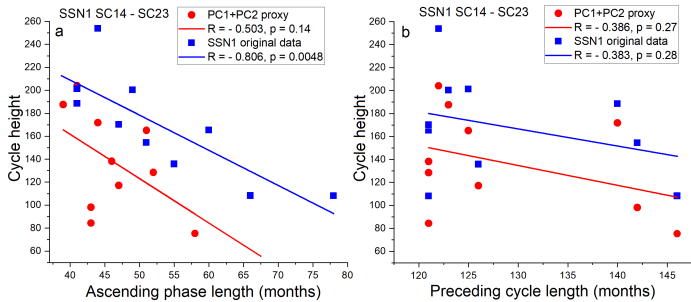 SSN1 SC14 - SC23
PC1+PC2 proxy
R = - 0.503, p = 0.14
SSN1 original data
R = - 0.806, p = 0.0048
a
Cycle height
260
240
220
200
180
160
140
120
100
80
60
40
45
50
55
60
65
70
75
80
Ascending phase length (months)
SSN1 SC14 - SC23
PC1+PC2 proxy
R = - 0.386, p = 0.27
SSN1 original data
R = - 0.383, p = 0.28
b
Cycle height
260
240
220
200
180
160
140
120
100
80
60
120
125
130
135
140
145
Preceding cycle length (months)